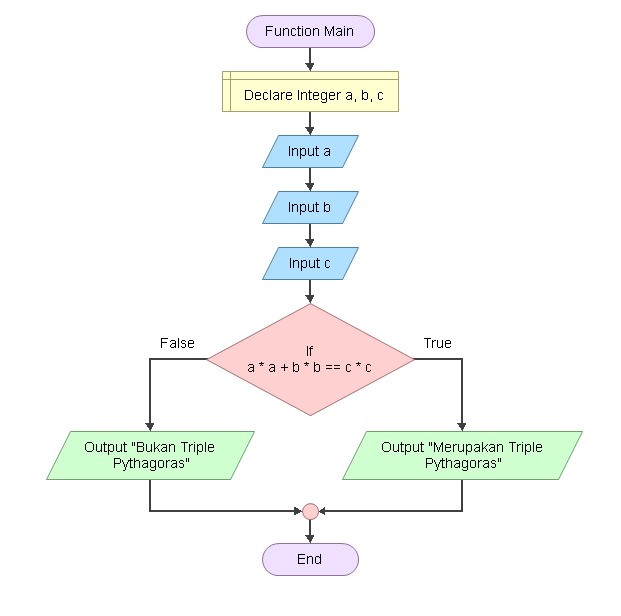 Function Main
Declare Integer a, b, c
Input a
Input b
Input c
If
a * a + b * b == c * c
False
True
Output "Bukan Triple
Pythagoras"
Output "Merupakan Triple
Pythagoras"
End